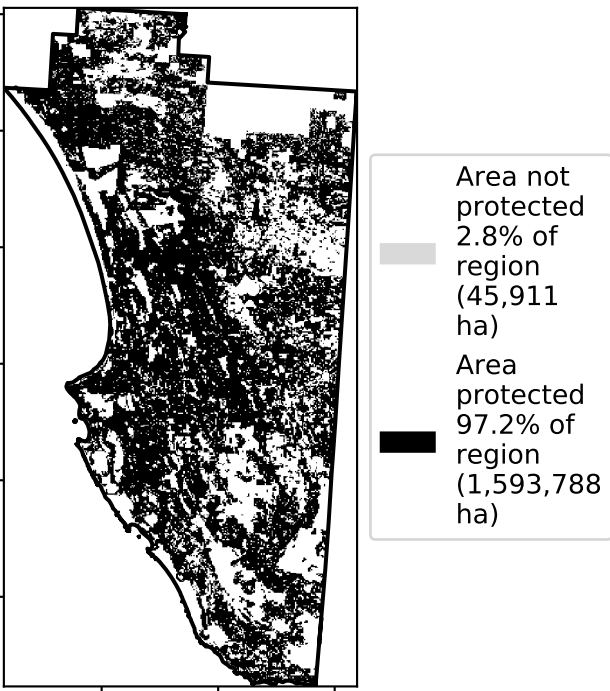 Area not
protected
2.8% of
region
(45,911
ha)
Area
protected
97.2% of
region
(1,593,788
ha)